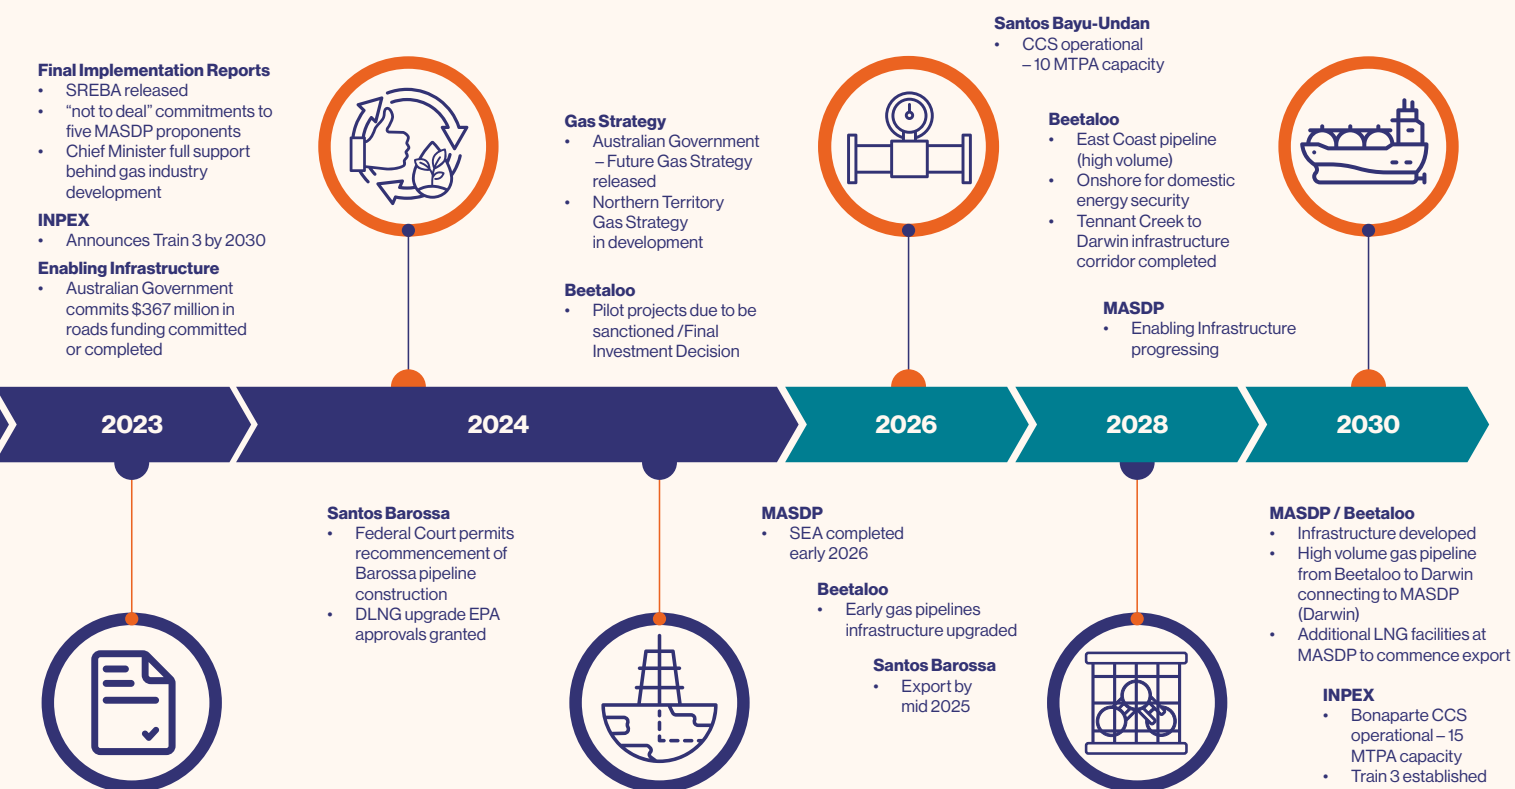 Final Implementation Reports
• SREBA released
• “not to deal” commitments to
five MASDP proponents
• Chief Minister full support
behind gas industry
development
INPEX
• Announces Train 3 by 2030
Enabling Infrastructure
• Australian Government
commits $367 million in
roads funding committed
or completed
Gas Strategy
• Australian Government
– Future Gas Strategy
released
• Northern Territory
Gas Strategy
in development
Beetaloo
• Pilot projects due to be
sanctioned /Final
Investment Decision
Santos Bayu-Undan
• CCS operational
– 10 MTPA capacity
Beetaloo
• East Coast pipeline
(high volume)
• Onshore for domestic
energy security
• Tennant Creek to
Darwin infrastructure
corridor completed
MASDP
• Enabling Infrastructure
progressing
2023
2024
2026
2028
2030
Santos Barossa
• Federal Court permits
recommencement of
Barossa pipeline
construction
• DLNG upgrade EPA
approvals granted
MASDP
• SEA completed
early 2026
Beetaloo
• Early gas pipelines
infrastructure upgraded
Santos Barossa
• Export by
mid 2025
MASDP / Beetaloo
• Infrastructure developed
• High volume gas pipeline
from Beetaloo to Darwin
connecting to MASDP
(Darwin)
• Additional LNG facilities at
MASDP to commence export
INPEX
• Bonaparte CCS
operational – 15
MTPA capacity
• Train 3 established